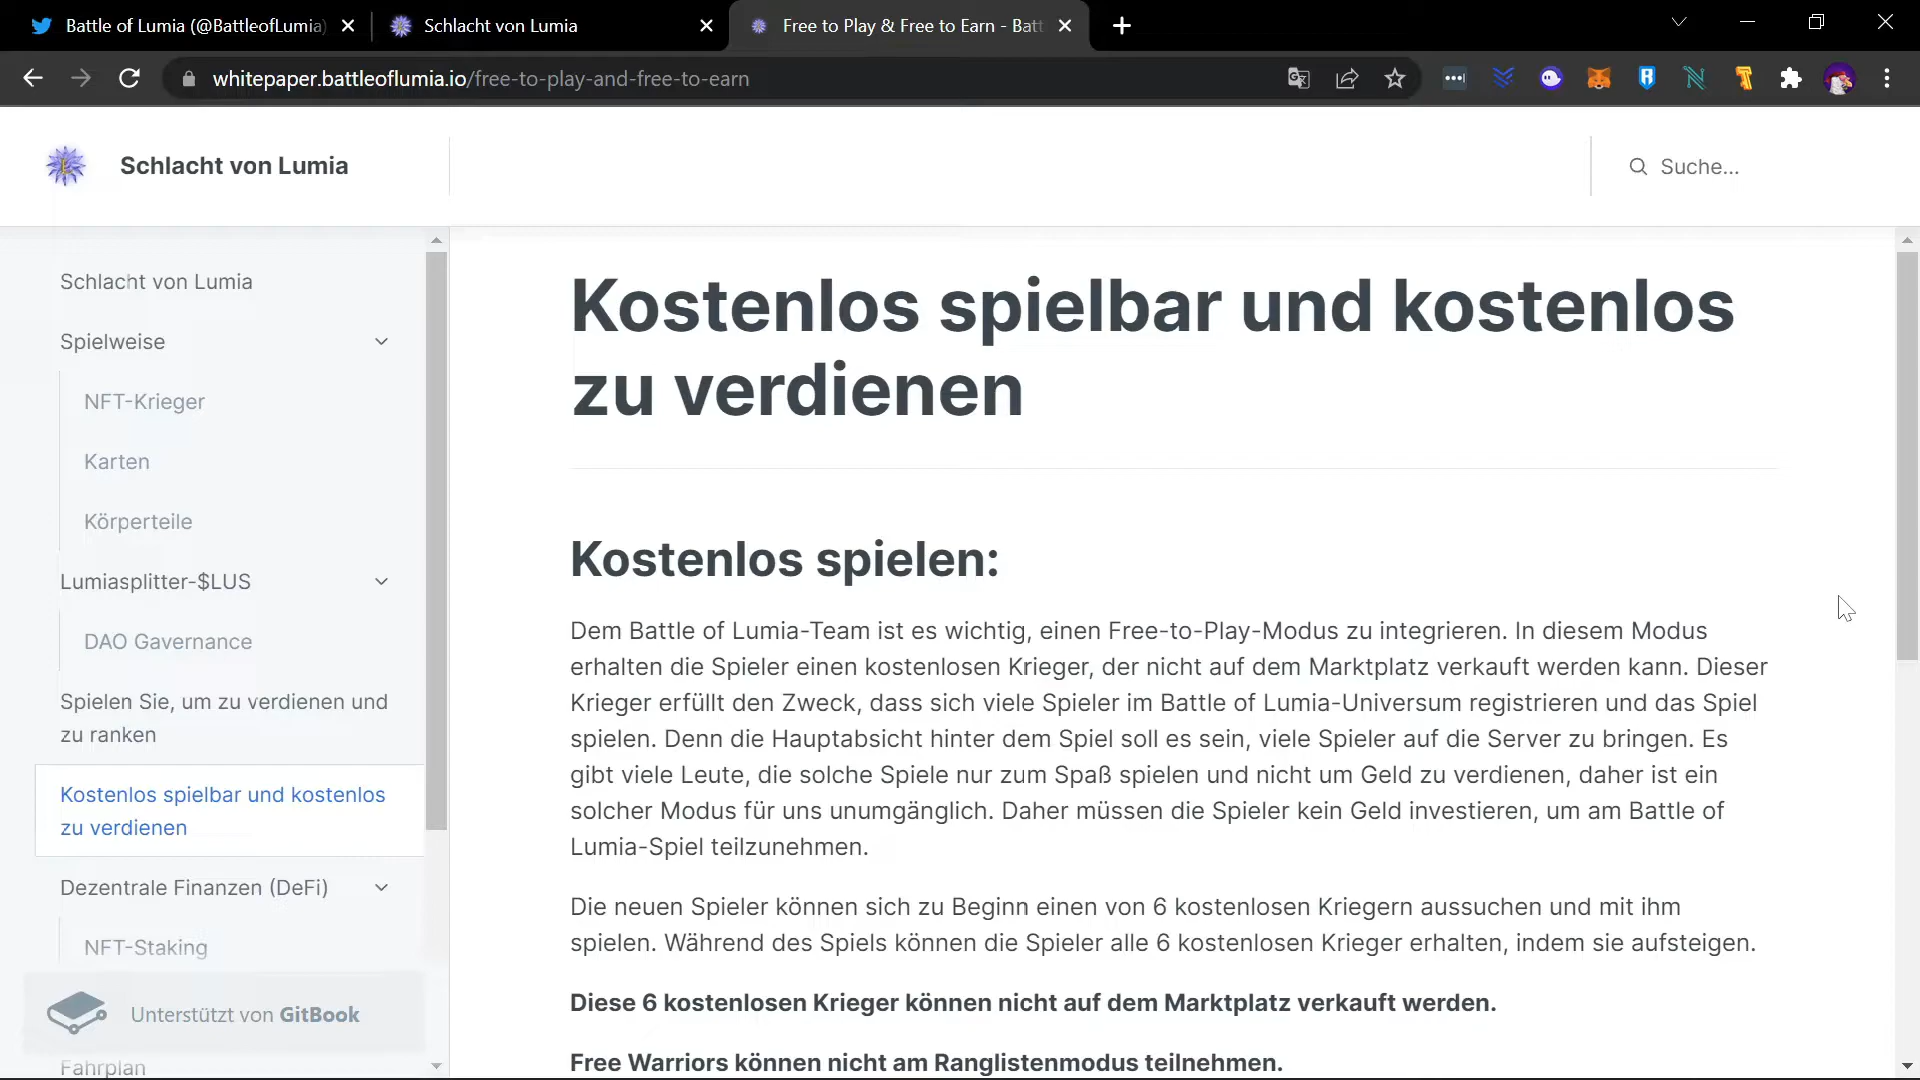 Battle of Lumia (@BattleofLumia)
Schlacht von Lumia
Free to Play & Free to Earn - Batt
whitepaper.battleoflumia.io/free-to-play-and-free-to-earn
Schlacht von Lumia
Suche...
Schlacht von Lumia
Spielweise
NFT-Krieger
Karten
Körperteile
Lumiasplitter-$LUS
DAO Gavernance
Spielen Sie, um zu verdienen und
zu ranken
Kostenlos spielbar und kostenlos
zu verdienen
Dezentrale Finanzen (DeFi)
NFT-Staking
Unterstützt von GitBook
Fahrplan
Kostenlos spielbar und kostenlos
zu verdienen
Kostenlos spielen:
Dem Battle of Lumia-Team ist es wichtig, einen Free-to-Play-Modus zu integrieren. In diesem Modus
erhalten die Spieler einen kostenlosen Krieger, der nicht auf dem Marktplatz verkauft werden kann. Dieser
Krieger erfüllt den Zweck, dass sich viele Spieler im Battle of Lumia-Universum registrieren und das Spiel
spielen. Denn die Hauptabsicht hinter dem Spiel soll es sein, viele Spieler auf die Server zu bringen. Es
gibt viele Leute, die solche Spiele nur zum Spaß spielen und nicht um Geld zu verdienen, daher ist ein
solcher Modus für uns unumgänglich. Daher müssen die Spieler kein Geld investieren, um am Battle of
Lumia-Spiel teilzunehmen.
Die neuen Spieler können sich zu Beginn einen von 6 kostenlosen Kriegern aussuchen und mit ihm
spielen. Während des Spiels können die Spieler alle 6 kostenlosen Krieger erhalten, indem sie aufsteigen.
Diese 6 kostenlosen Krieger können nicht auf dem Marktplatz verkauft werden.
Free Warriors können nicht am Ranglistenmodus teilnehmen.